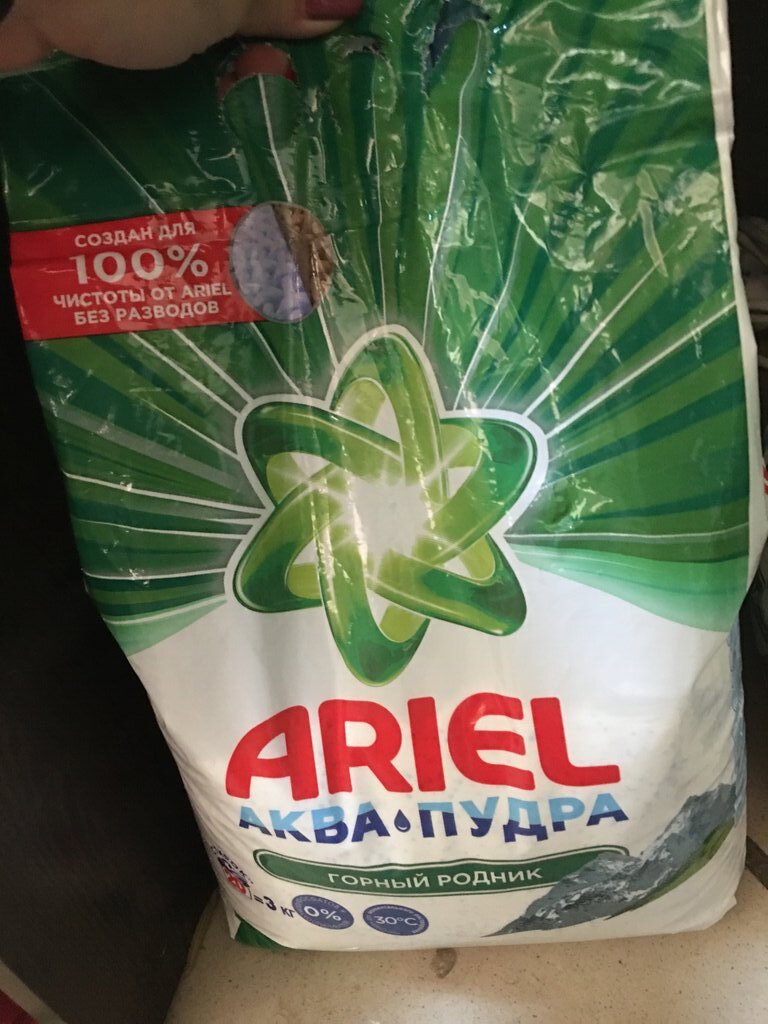 СОЗДАН ДЛЯ
100%
ЧИСТОТЫ ОТ ARIEL
БЕЗ РАЗВОДОВ
ARIEL
АКВА ПУДРА
ГОРНЫЙ РОДНИК
=3 кг
0%
30°C